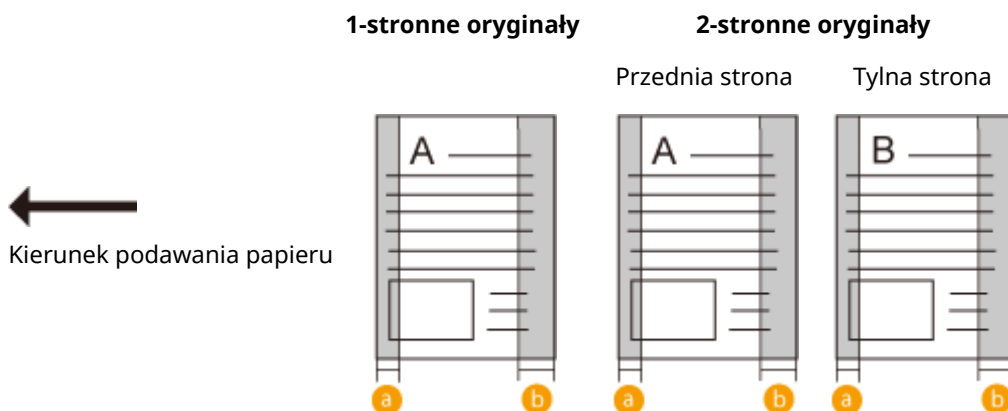 1-stronne oryginały
2-stronne oryginały
Przednia strona
Tylna strona
A
A
B
Kierunek podawania papieru
a
b
a
b
a
b